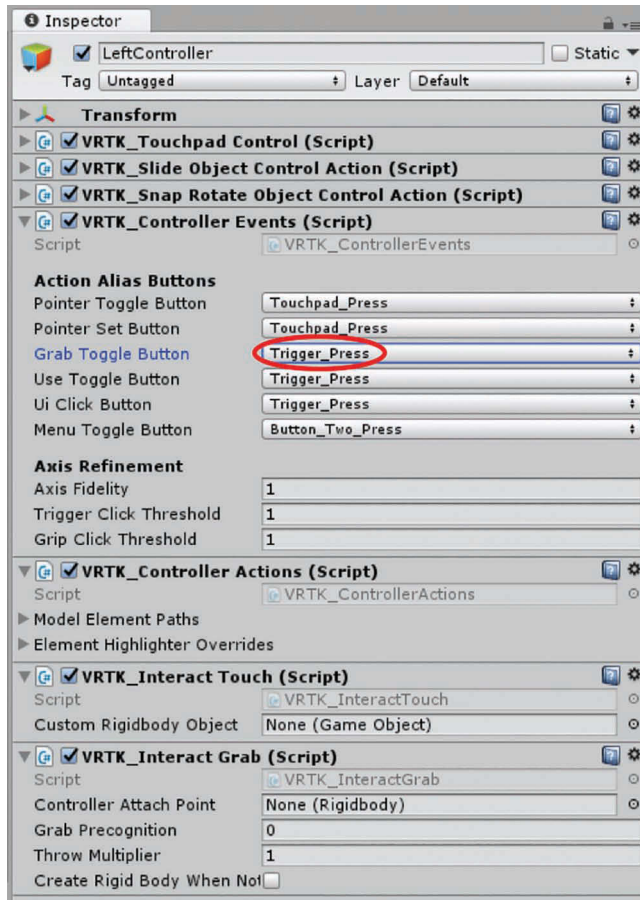 Inspector
LeftController Static
Tag Untagged Layer Default
Transform
VRTK_Touchpad Control (Script)
VRTK_Slide Object Control Action (Script)
VRTK_Snap Rotate Object Control Action (Script)
VRTK_Controller Events (Script)
Script VRTK_ControllerEvents
Action Alias Buttons
Pointer Toggle Button Touchpad_Press
Pointer Set Button Touchpad_Press
Grab Toggle Button Trigger_Press
Use Toggle Button Trigger_Press
Ui Click Button Trigger_Press
Menu Toggle Button Button_Two_Press
Axis Refinement
Axis Fidelity 1
Trigger Click Threshold 1
Grip Click Threshold 1
VRTK_Controller Actions (Script)
Script VRTK_ControllerActions
Model Element Paths
Element Highlighter Overrides
VRTK_Interact Touch (Script)
Script VRTK_InteractTouch
Custom Rigidbody Object None (Game Object)
VRTK_Interact Grab (Script)
Script VRTK_InteractGrab
Controller Attach Point None (Rigidbody)
Grab Precognition 0
Throw Multiplier 1
Create Rigid Body When Not